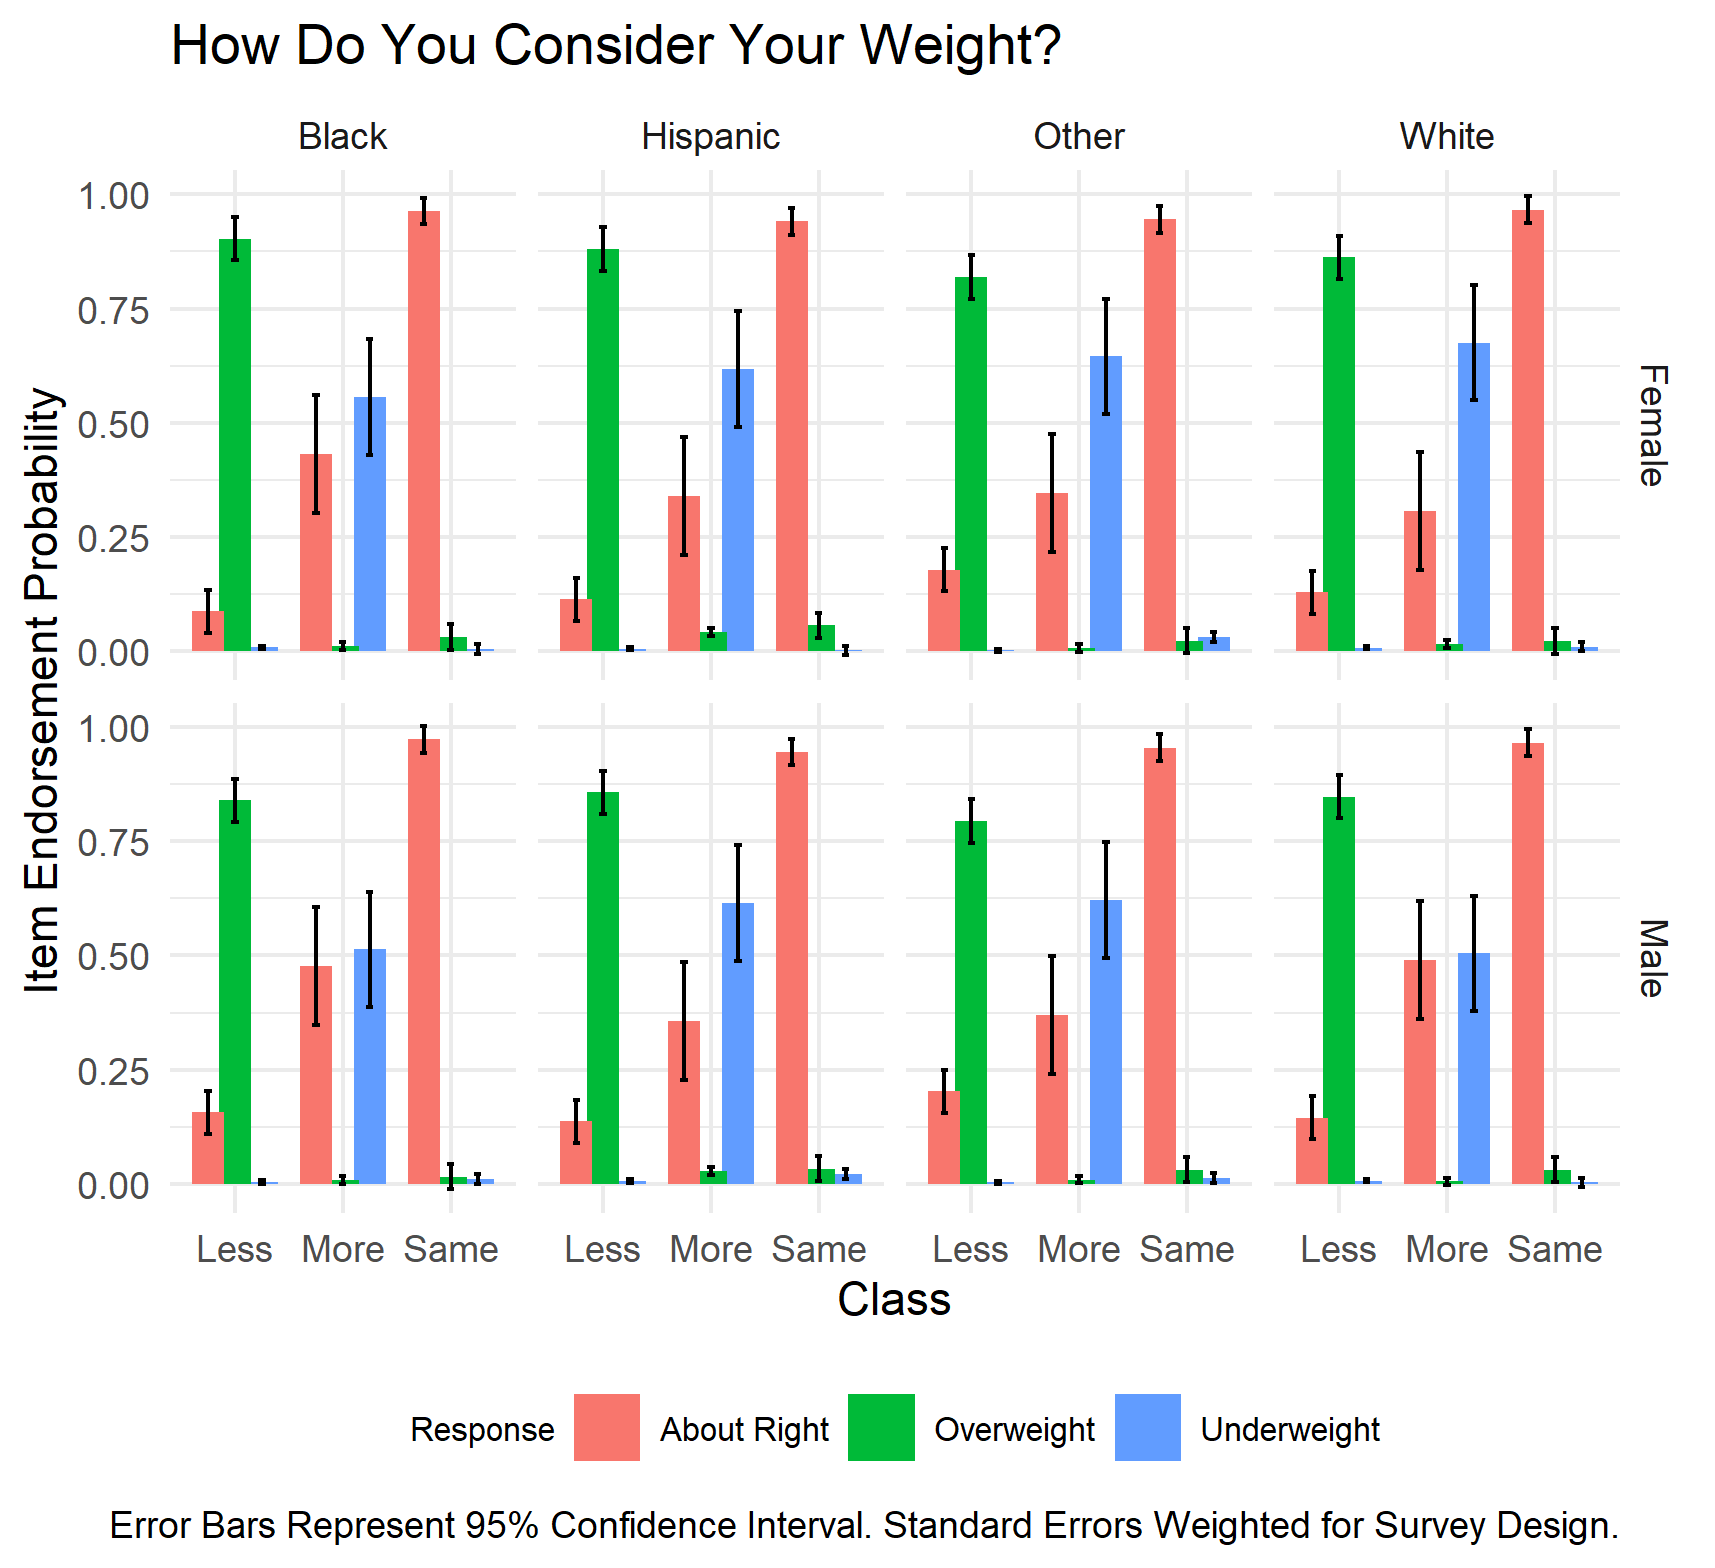 How Do You Consider Your Weight?
Black Hispanic Other White
Item Endorsement Probability
1.00
0.75
0.50
0.25
0.00
Female
1.00
0.75
0.50
0.25
0.00
Male
Less More Same Less More Same Less More Same Less More Same
Class
Response About Right Overweight Underweight
Error Bars Represent 95% Confidence Interval. Standard Errors Weighted for Survey Design.